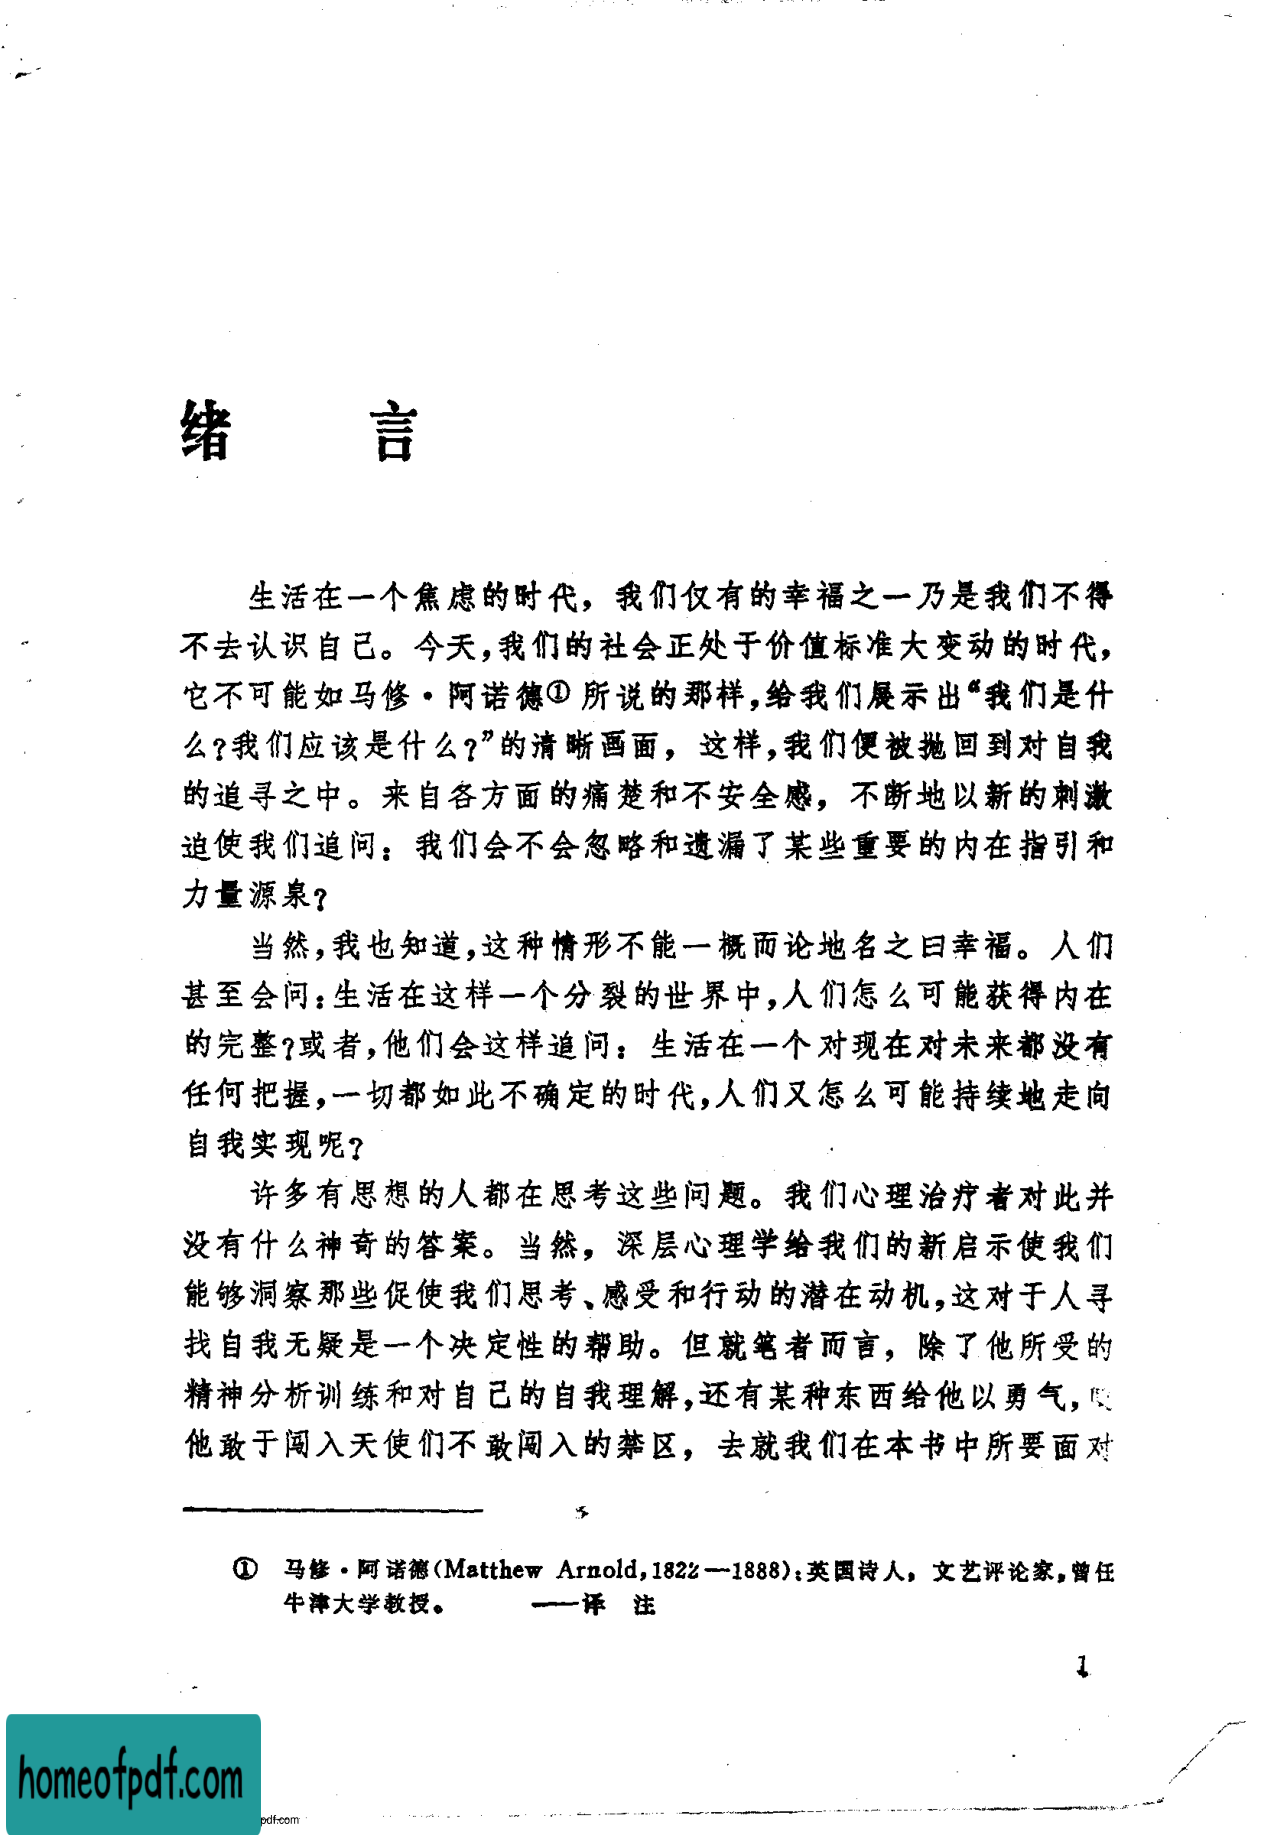 绪 言
生活在一个焦虑的时代，我们仅有的幸福之一乃是我们不得
不去认识自己。今天，我们的社会正处于价值标准大变动的时代，
它不可能如马修·阿诺德①所说的那样，给我们展示出“我们是什
么？我们应该是什么？”的清晰画面，这样，我们便被抛回到对自我
的追寻之中。来自各方面的痛楚和不安全感，不断地以新的刺激
迫使我们追问：我们会不会忽略和遗漏了某些重要的内在指引和
力量源泉？
当然，我也知道，这种情形不能一概而论地名之曰幸福。人们
甚至会问：生活在这样一个分裂的世界中，人们怎么可能获得内在
的完整？或者，他们会这样追问：生活在一个对现在对未来都没有
任何把握，一切都如此不确定的时代，人们又怎么可能持续地走向
自我实现呢？
许多有思想的人都在思考这些问题。我们心理治疗者对此并
没有什么神奇的答案。当然，深层心理学给我们的新启示使我们
能够洞察那些促使我们思考、感受和行动的潜在动机，这对于人寻
找自我无疑是一个决定性的帮助。但就笔者而言，除了他所受的
精神分析训练和对自己的自我理解，还有某种东西给他以勇气，
他敢于闯入天使们不敢闯入的禁区，去就我们在本书中所要面对
① 马修·阿诺德(Matthew Arnold,1822—1888)：英国诗人，文艺评论家，曾任
牛津大学教授。 ——译 注
1
homeofpdf.com
pdf.com